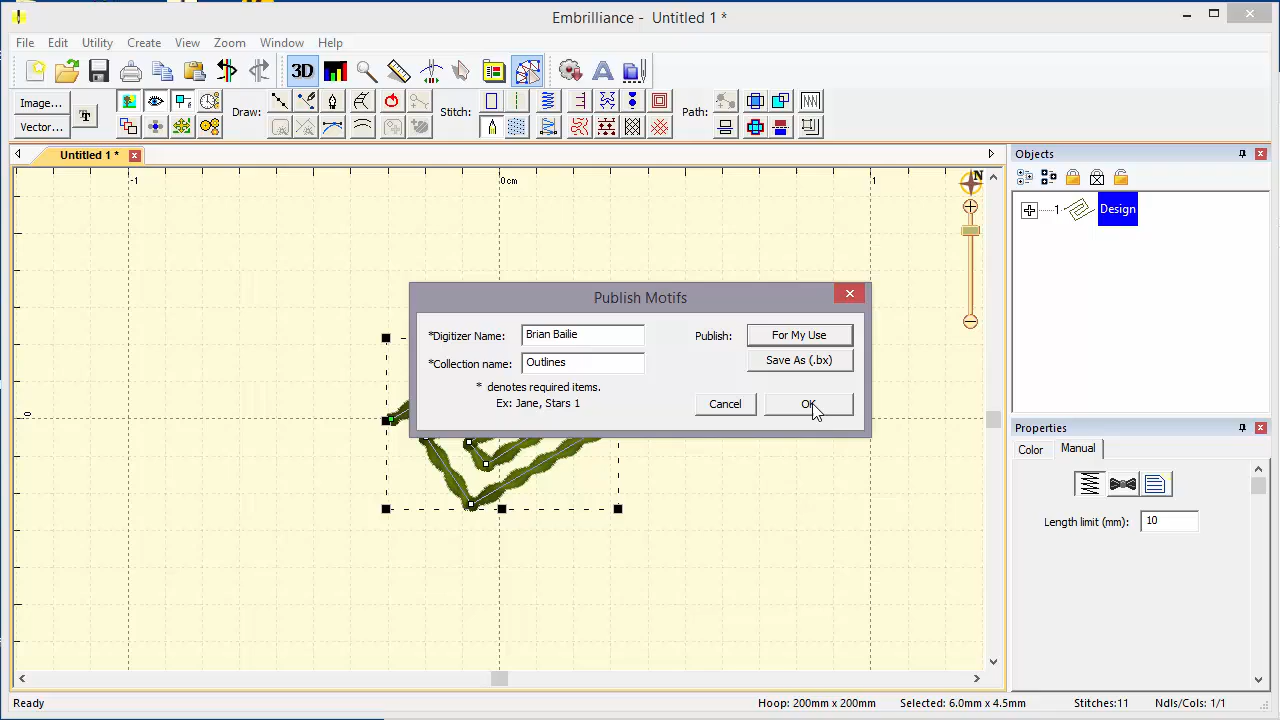 Embrilliance - Untitled 1 *
File Edit Utility Create View Zoom Window Help
3D
Image...
Vector...
Draw: Stitch: Path:
Untitled 1 *
-1 0cm 1
N
0
Objects
1 Design
Publish Motifs
*Digitizer Name: Brian Bailie Publish: For My Use
*Collection name: Outlines Save As (.bx)
* denotes required items.
Ex: Jane, Stars 1
Cancel OK
Properties
Color Manual
Length limit (mm): 10
Ready Hoop: 200mm x 200mm Selected: 6.0mm x 4.5mm Stitches:11 Ndls/Cols: 1/1